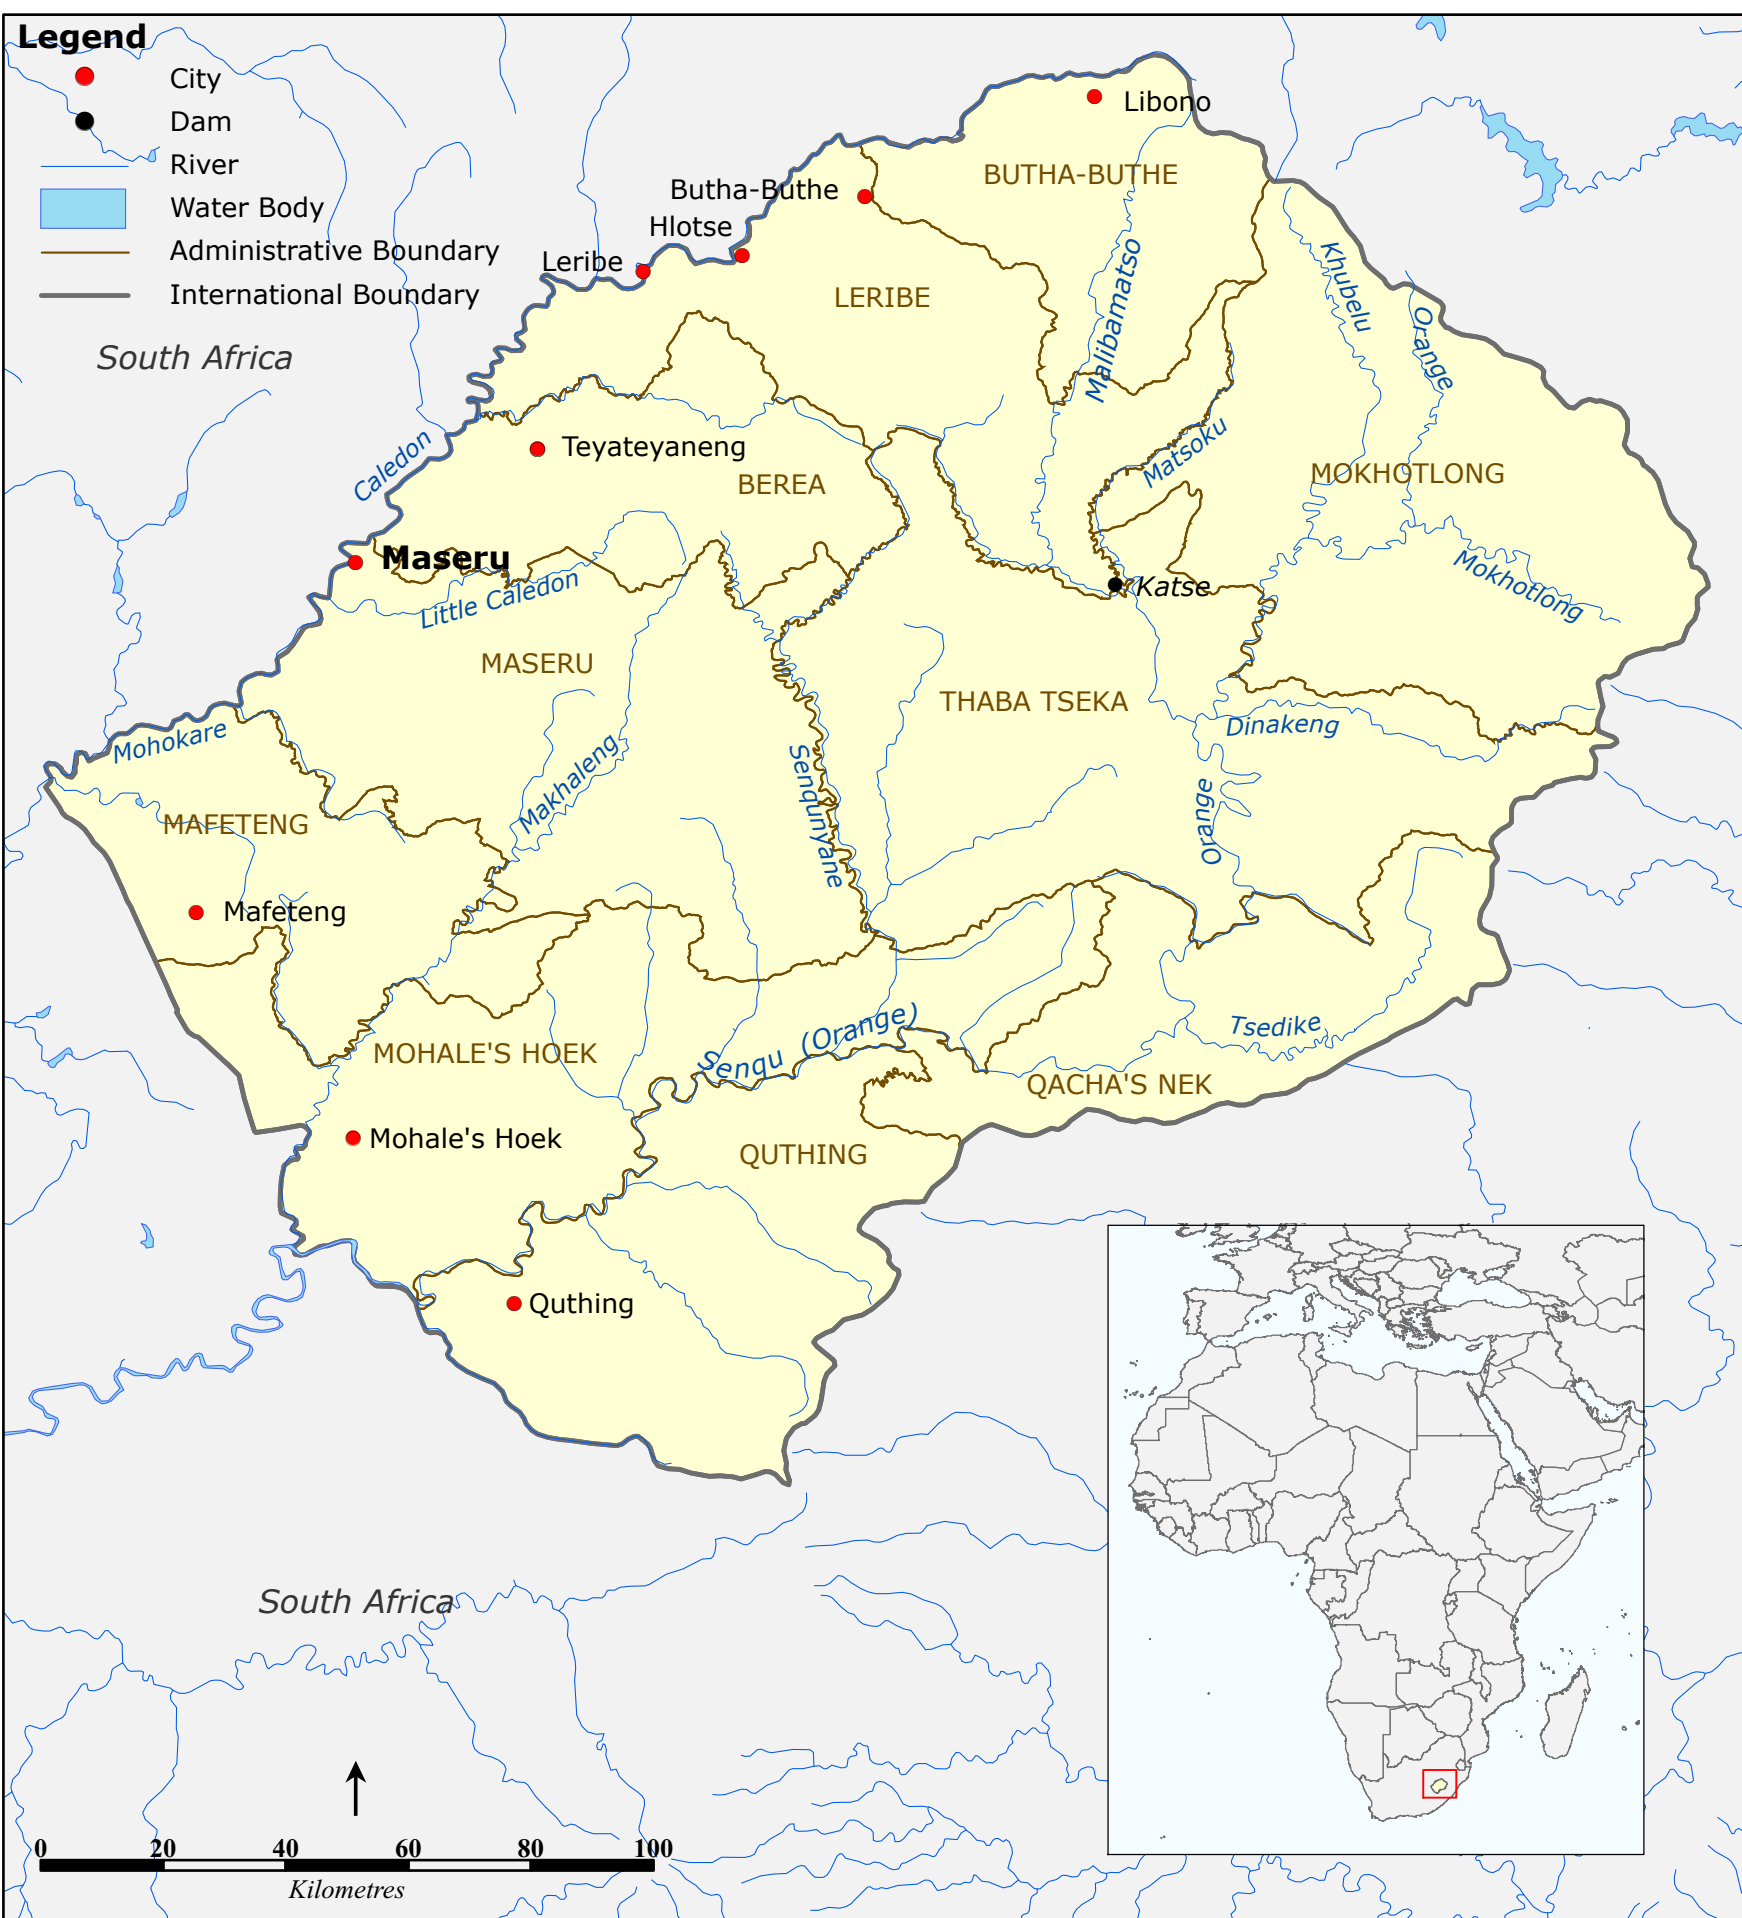 Legend
City
Dam
River
Water Body
Administrative Boundary
International Boundary
Libono
BUTHA-BUTHE
Butha-Buthe
Hlotse
Leribe
LERIBE
Malibamatso
Khubelu
Orange
South Africa
Caledon
Teyateyaneng
BEREA
Matsoku
MOKHOTLONG
Maseru
Little Caledon
Katse
Mokhotlong
MASERU
THABA TSEKA
Dinakeng
Mohokare
Makhaleng
Senqunyane
Orange
MAFETENG
Mafeteng
Senqu (Orange)
Tsedike
MOHALE'S HOEK
QACHA'S NEK
Mohale's Hoek
QUTHING
Quthing
South Africa
0 20 40 60 80 100
Kilometres